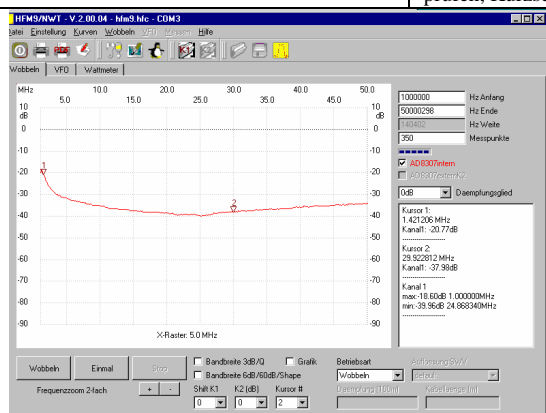 HFM9/NWT - V.2.00.04 - hfm9.hfc - COM3
Datei Einstellung Kurven Wobbeln VFO Messen Hilfe
Wobbeln VFO Wattmeter
MHz 10.0 20.0 30.0 40.0 50.0
5.0 15.0 25.0 35.0 45.0
10 10
dB dB
0 0
-10 -10
-20 -20
-30 -30
-40 -40
-50 -50
-60 -60
-70 -70
-80 -80
-90 -90
1
2
X-Raster: 5.0 MHz
1000000 Hz Anfang
50000298 Hz Ende
140402 Hz Weite
350 Messpunkte
AD8307intern
AD8307externK2
0dB Daempfungsglied
Kursor 1:
1.421206 MHz
Kanal1: -20.77dB
---------------------
Kursor 2:
29.922812 MHz
Kanal1: -37.98dB
---------------------
Kanal 1
max:-18.60dB 1.000000MHz
min:-39.96dB 24.868340MHz
---------------------
Wobbeln Einmal Stop
Frequenzzoom 2-fach + -
Bandbreite 3dB/Q Grafik
Bandbreite 6dB/60dB/Shape
Shift K1 K2 (dB) Kursor #
0 0 2
Betriebsart
Wobbeln
Auflösung SWV
default
Daempfung (100m) Kabellaenge (m)